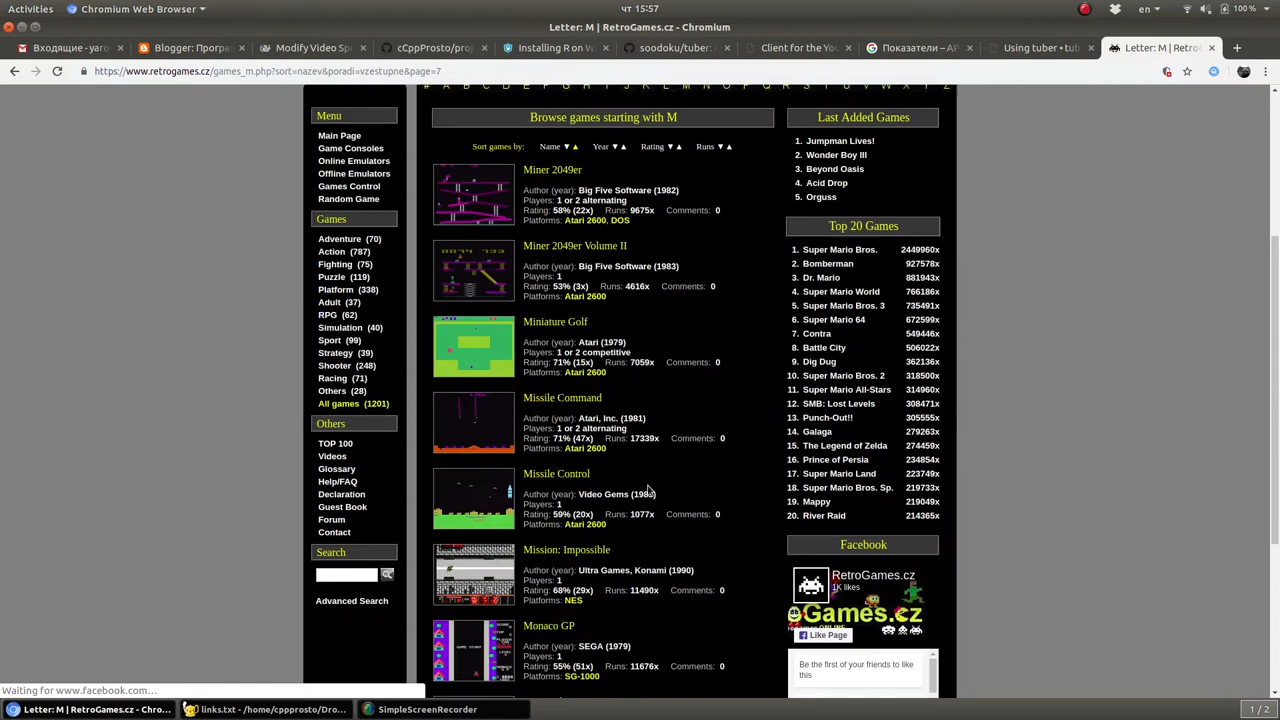 Activities
Chromium Web Browser
чт 15:57
en
100 %
Letter: M | RetroGames.cz - Chromium
Входящие - yaro
Blogger: Програм
Modify Video Spe
cCppProsto/proj
Installing R on W
soodoku/tuber: A
Client for the You
Показатели – API
Using tuber • tub
Letter: M | Retro
https://www.retrogames.cz/games_m.php?sort=nazev&poradi=vzestupne&page=7
# A B C D E F G H I J K L M N O P Q R S T U V W X Y Z
Menu
Main Page
Game Consoles
Online Emulators
Offline Emulators
Games Control
Random Game
Games
Adventure (70)
Action (787)
Fighting (75)
Puzzle (119)
Platform (338)
Adult (37)
RPG (62)
Simulation (40)
Sport (99)
Strategy (39)
Shooter (248)
Racing (71)
Others (28)
All games (1201)
Others
TOP 100
Videos
Glossary
Help/FAQ
Declaration
Guest Book
Forum
Contact
Search
Advanced Search
Browse games starting with M
Sort games by: Name ▼▲ Year ▼▲ Rating ▼▲ Runs ▼▲
Miner 2049er
Author (year): Big Five Software (1982)
Players: 1 or 2 alternating
Rating: 58% (22x) Runs: 9675x Comments: 0
Platforms: Atari 2600, DOS
Miner 2049er Volume II
Author (year): Big Five Software (1983)
Players: 1
Rating: 53% (3x) Runs: 4616x Comments: 0
Platforms: Atari 2600
Miniature Golf
Author (year): Atari (1979)
Players: 1 or 2 competitive
Rating: 71% (15x) Runs: 7059x Comments: 0
Platforms: Atari 2600
Missile Command
Author (year): Atari, Inc. (1981)
Players: 1 or 2 alternating
Rating: 71% (47x) Runs: 17339x Comments: 0
Platforms: Atari 2600
Missile Control
Author (year): Video Gems
Players: 1
Rating: 59% (20x) Runs: 1077x Comments: 0
Platforms: Atari 2600
Mission: Impossible
Author (year): Ultra Games, Konami (1990)
Players: 1
Rating: 68% (29x) Runs: 11490x Comments: 0
Platforms: NES
Monaco GP
GAME START
Author (year): SEGA (1979)
Players: 1
Rating: 55% (51x) Runs: 11676x Comments: 0
Platforms: SG-1000
Last Added Games
1. Jumpman Lives!
2. Wonder Boy III
3. Beyond Oasis
4. Acid Drop
5. Orguss
Top 20 Games
1. Super Mario Bros. 2449960x
2. Bomberman 927578x
3. Dr. Mario 881943x
4. Super Mario World 766186x
5. Super Mario Bros. 3 735491x
6. Super Mario 64 672599x
7. Contra 549446x
8. Battle City 506022x
9. Dig Dug 362136x
10. Super Mario Bros. 2 318500x
11. Super Mario All-Stars 314960x
12. SMB: Lost Levels 308471x
13. Punch-Out!! 305555x
14. Galaga 279263x
15. The Legend of Zelda 274459x
16. Prince of Persia 234854x
17. Super Mario Land 223749x
18. Super Mario Bros. Sp. 219733x
19. Mappy 219049x
20. River Raid 214365x
Facebook
RetroGames.cz
1K likes
eGames.cz
Like Page
Be the first of your friends to like
this
Waiting for www.facebook.com…
Letter: M | RetroGames.cz - Chro…
links.txt - /home/cppprosto/Dro…
SimpleScreenRecorder
1 / 2